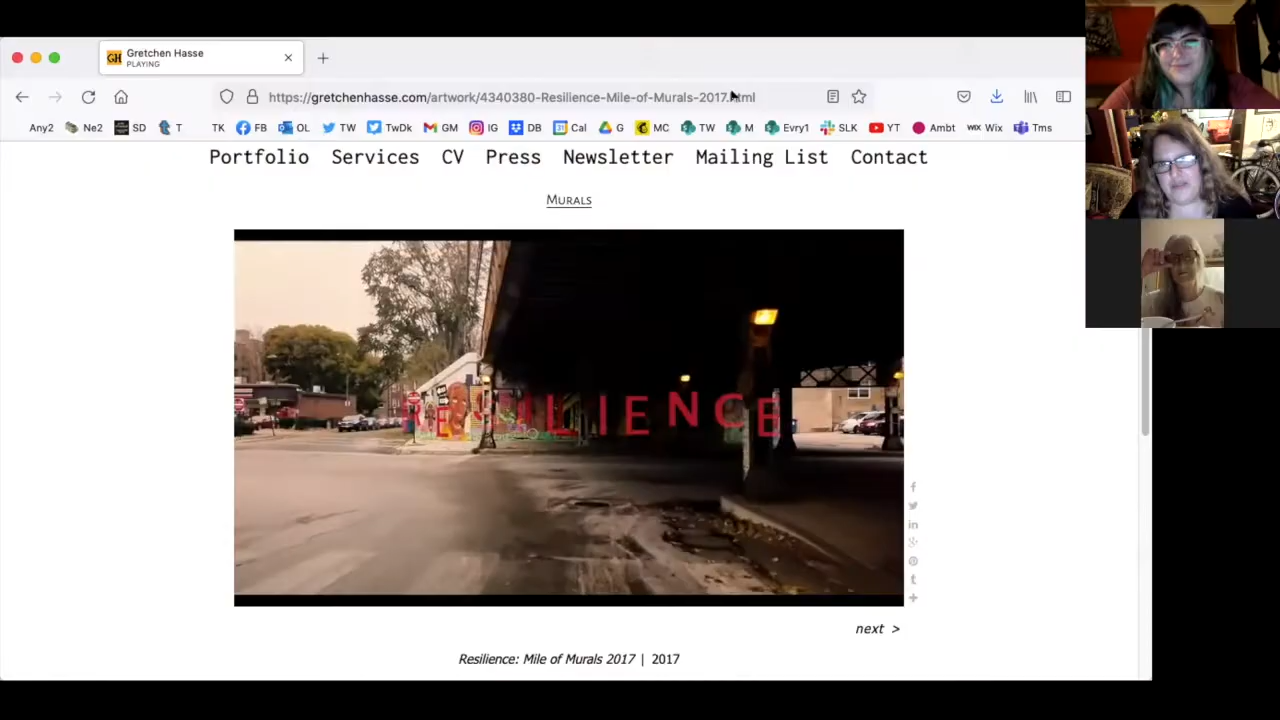 Gretchen Hasse
PLAYING
https://gretchenhasse.com/artwork/4340380-Resilience-Mile-of-Murals-2017.html
Any2 Ne2 SD T TK FB OL TW TwDk GM IG DB Cal G MC TW M Evry1 SLK YT Ambt WIX Wix Tms
Portfolio Services CV Press Newsletter Mailing List Contact
Murals
RESILIENCE
next >
Resilience: Mile of Murals 2017 | 2017